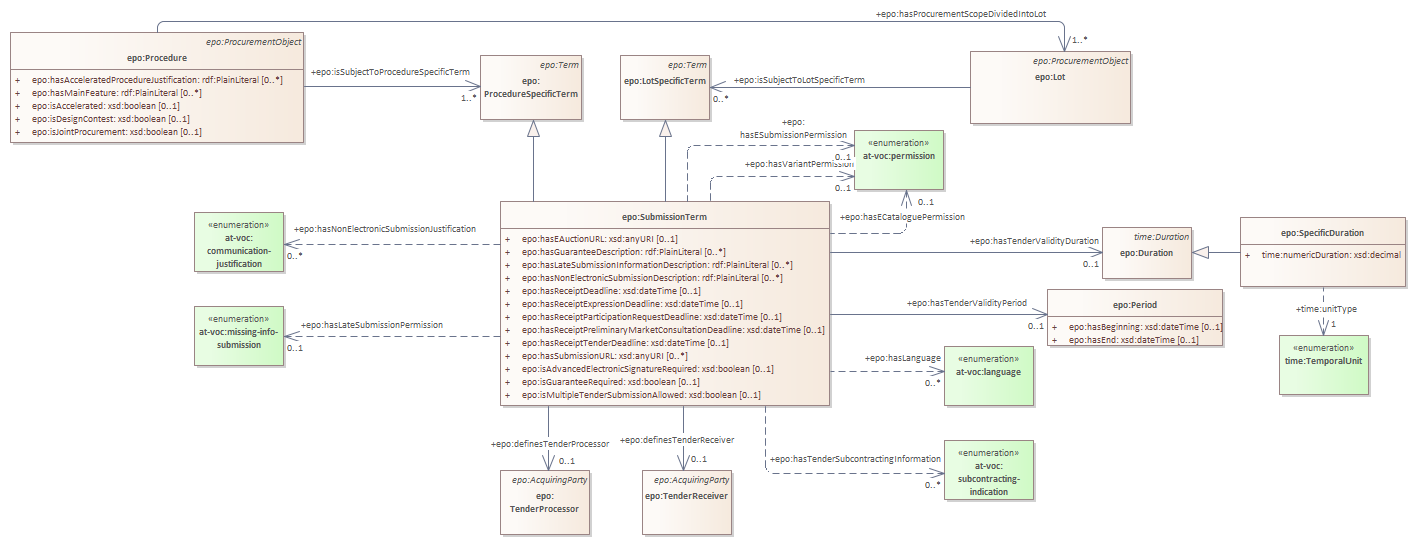 +epo:hasProcurementScopeDividedIntoLot
1..*
epo:ProcurementObject
epo:Procedure
+ epo:hasAcceleratedProcedureJustification: rdf:PlainLiteral [0..*]
+ epo:hasMainFeature: rdf:PlainLiteral [0..*]
+ epo:isAccelerated: xsd:boolean [0..1]
+ epo:isDesignContest: xsd:boolean [0..1]
+ epo:isJointProcurement: xsd:boolean [0..1]
+epo:isSubjectToProcedureSpecificTerm
1..*
epo:Term
epo:
ProcedureSpecificTerm
epo:Term
epo:LotSpecificTerm
+epo:isSubjectToLotSpecificTerm
0..*
epo:ProcurementObject
epo:Lot
+epo:
hasESubmissionPermission
0..1
+epo:hasVariantPermission
0..1
«enumeration»
at-voc:permission
0..1
+epo:hasECataloguePermission
«enumeration»
at-voc:
communication-
justification
+epo:hasNonElectronicSubmissionJustification
0..*
«enumeration»
at-voc:missing-info-
submission
+epo:hasLateSubmissionPermission
0..1
epo:SubmissionTerm
+ epo:hasEAuctionURL: xsd:anyURI [0..1]
+ epo:hasGuaranteeDescription: rdf:PlainLiteral [0..*]
+ epo:hasLateSubmissionInformationDescription: rdf:PlainLiteral [0..*]
+ epo:hasNonElectronicSubmissionDescription: rdf:PlainLiteral [0..*]
+ epo:hasReceiptDeadline: xsd:dateTime [0..1]
+ epo:hasReceiptExpressionDeadline: xsd:dateTime [0..1]
+ epo:hasReceiptParticipationRequestDeadline: xsd:dateTime [0..1]
+ epo:hasReceiptPreliminaryMarketConsultationDeadline: xsd:dateTime [0..1]
+ epo:hasReceiptTenderDeadline: xsd:dateTime [0..1]
+ epo:hasSubmissionURL: xsd:anyURI [0..*]
+ epo:isAdvancedElectronicSignatureRequired: xsd:boolean [0..1]
+ epo:isGuaranteeRequired: xsd:boolean [0..1]
+ epo:isMultipleTenderSubmissionAllowed: xsd:boolean [0..1]
+epo:hasTenderValidityDuration
0..1
time:Duration
epo:Duration
epo:SpecificDuration
+ time:numericDuration: xsd:decimal
+time:unitType
1
«enumeration»
time:TemporalUnit
+epo:hasTenderValidityPeriod
0..1
epo:Period
+ epo:hasBeginning: xsd:dateTime [0..1]
+ epo:hasEnd: xsd:dateTime [0..1]
+epo:hasLanguage
0..*
«enumeration»
at-voc:language
+epo:hasTenderSubcontractingInformation
0..*
«enumeration»
at-voc:
subcontracting-
indication
+epo:definesTenderProcessor
0..1
epo:AcquiringParty
epo:
TenderProcessor
+epo:definesTenderReceiver
0..1
epo:AcquiringParty
epo:TenderReceiver